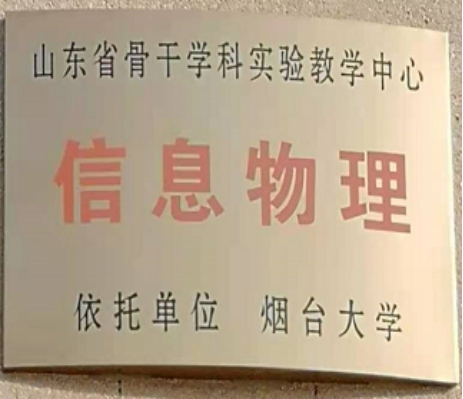 山东省骨干学科实验教学中心
信息物理
依托单位 烟台大学